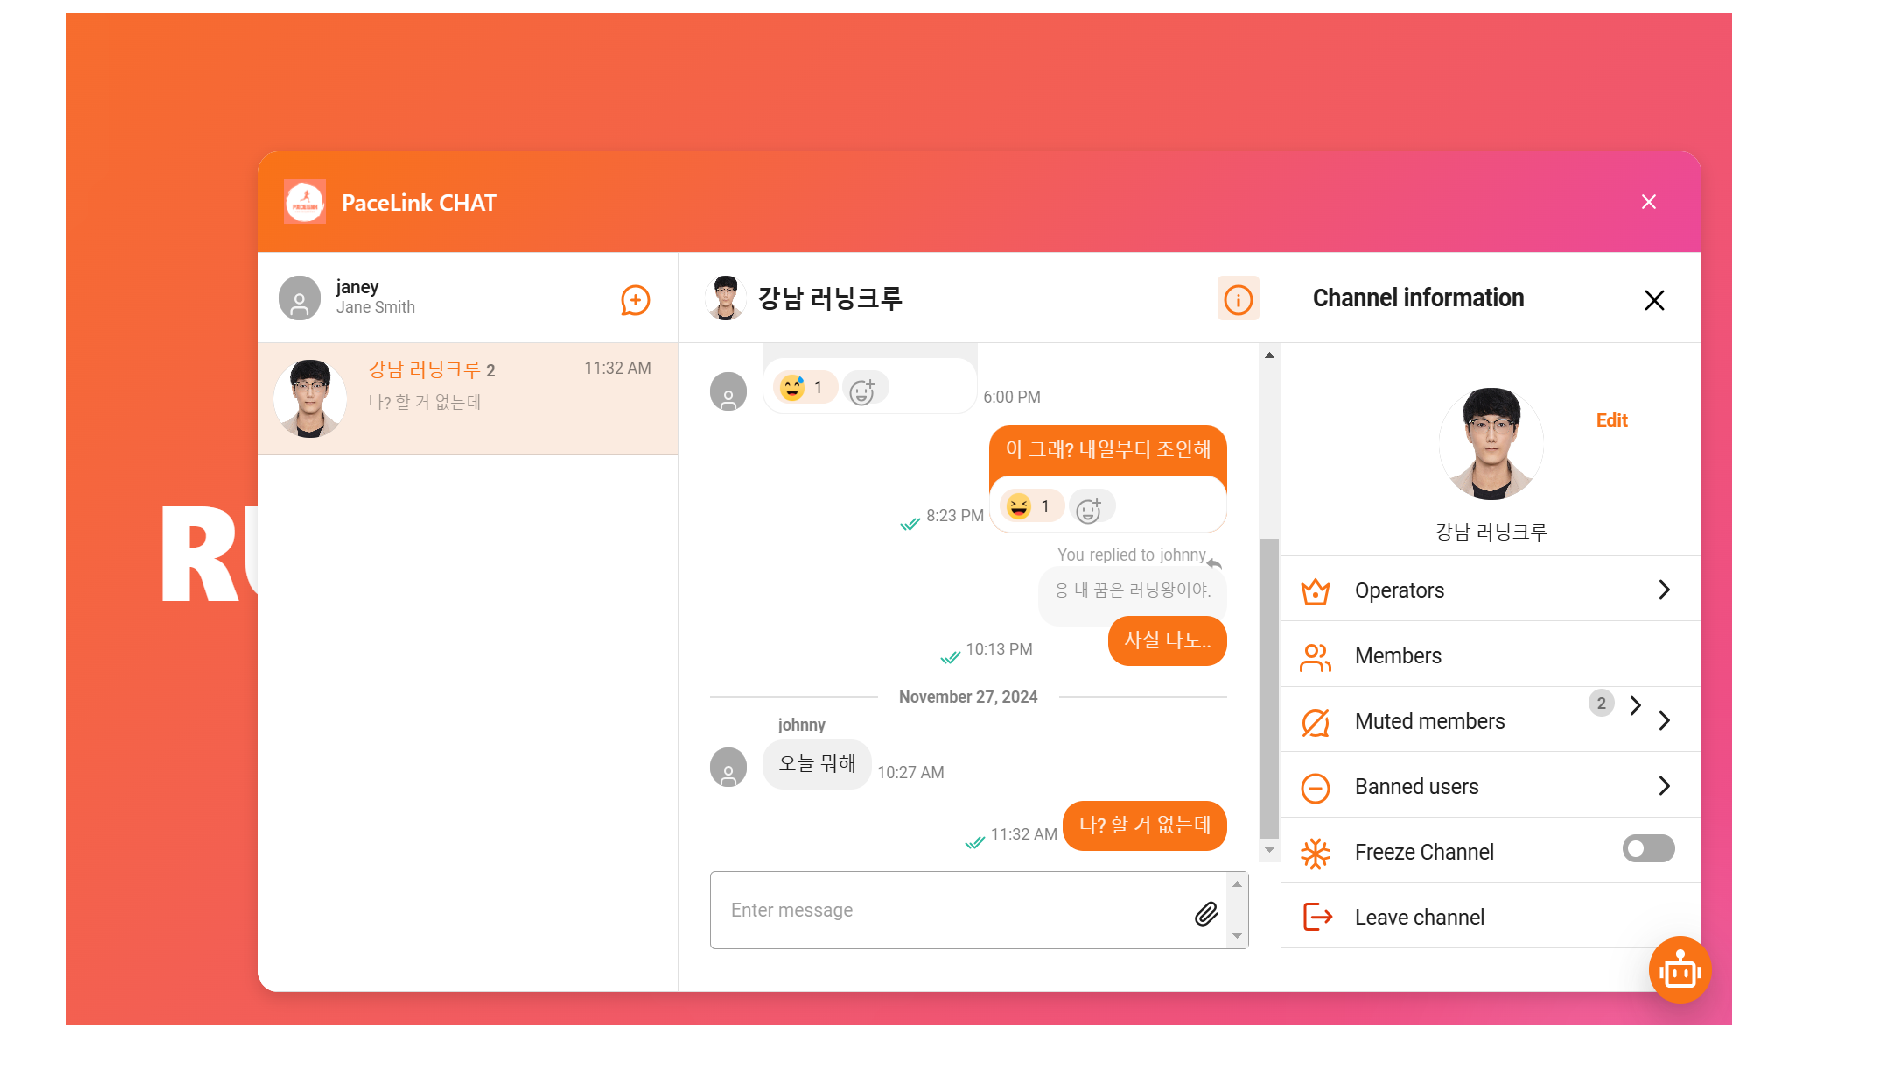 PaceLink CHAT
janey
Jane Smith
강남 러닝크루 2
11:32 AM
나? 할 거 없는데
RU
강남 러닝크루
1
6:00 PM
이 그래? 내일부터 조인해
1
8:23 PM
You replied to johnny
응 내 꿈은 러닝왕이야.
사실 나도..
10:13 PM
November 27, 2024
johnny
오늘 뭐해
10:27 AM
나? 할 거 없는데
11:32 AM
Enter message
Channel information
Edit
강남 러닝크루
Operators
Members
2
Muted members
Banned users
Freeze Channel
Leave channel